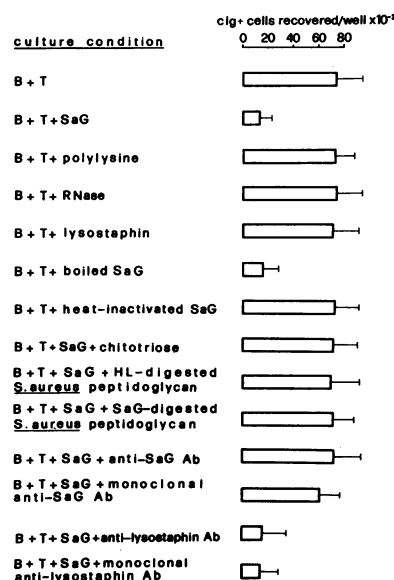 cIg+ cells recovered/well x10⁻³
culture condition
0 20 40 60 80
B + T
B + T + SaG
B + T + polylysine
B + T + RNase
B + T + lysostaphin
B + T + boiled SaG
B + T + heat-inactivated SaG
B + T + SaG + chitotriose
B + T + SaG + HL-digested
S. aureus peptidoglycan
B + T + SaG + SaG-digested
S. aureus peptidoglycan
B + T + SaG + anti-SaG Ab
B + T + SaG + monoclonal
anti-SaG Ab
B + T + SaG + anti-lysostaphin Ab
B + T + SaG + monoclonal
anti-lysostaphin Ab